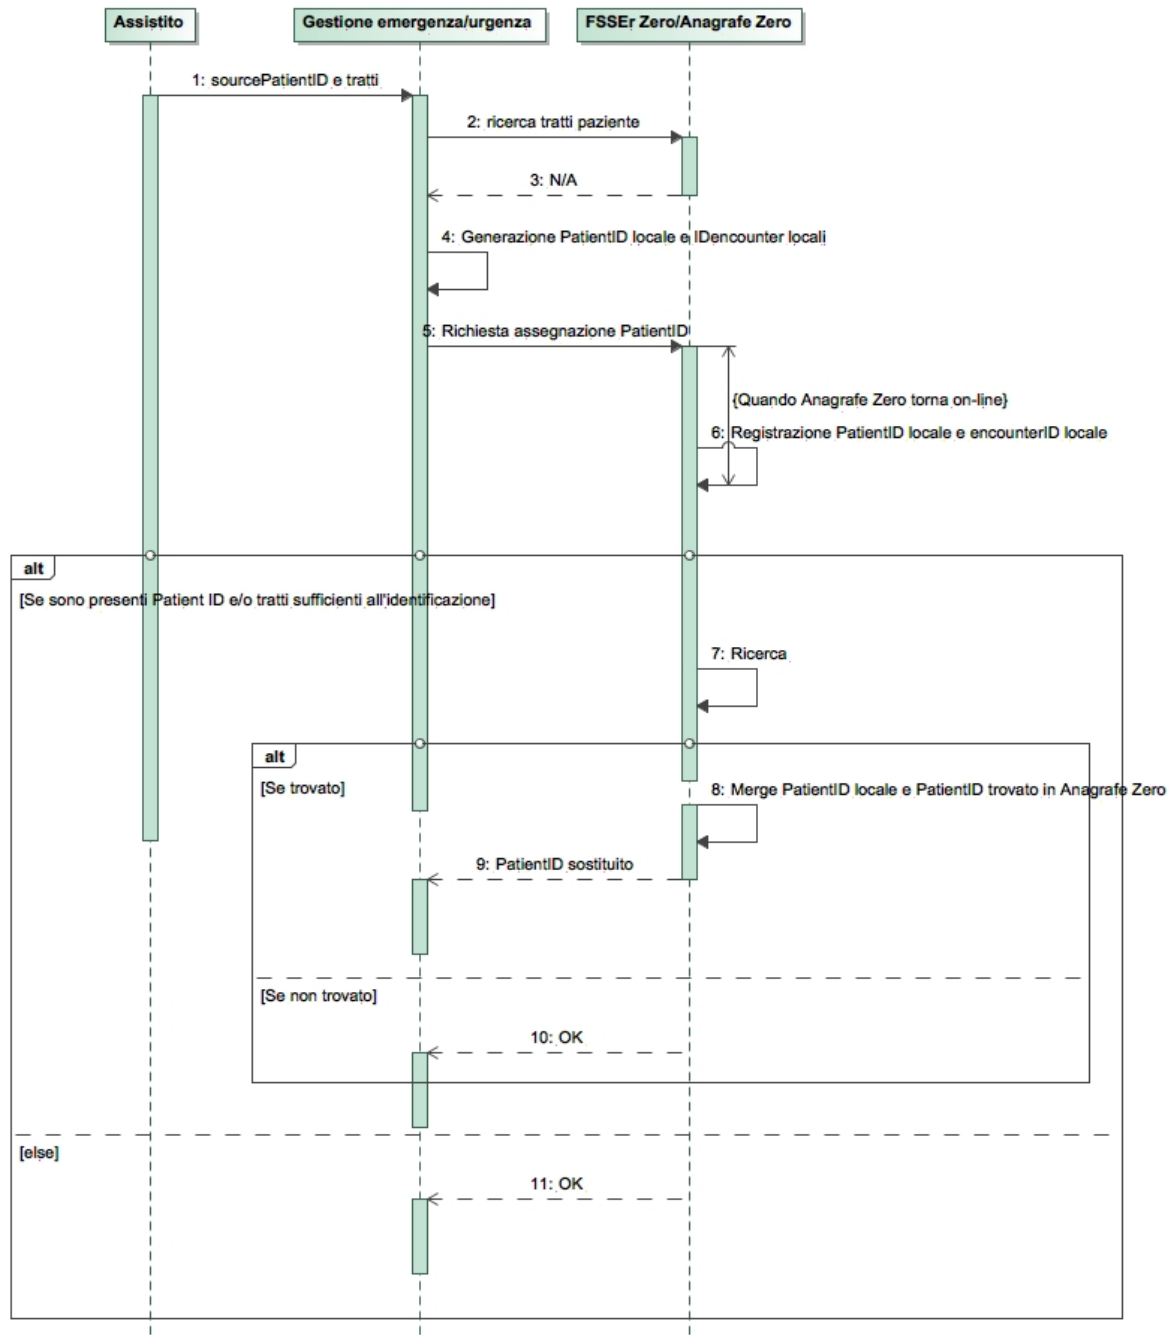 Assistito
Gestione emergenza/urgenza
FSSEr Zero/Anagrafe Zero
1: sourcePatientID e tratti
2: ricerca tratti paziente
3: N/A
4: Generazione PatientID locale e IDencounter locali
5: Richiesta assegnazione PatientID
{Quando Anagrafe Zero torna on-line}
6: Registrazione PatientID locale e encounterID locale
alt
[Se sono presenti Patient ID e/o tratti sufficienti all'identificazione]
7: Ricerca
alt
[Se trovato]
8: Merge PatientID locale e PatientID trovato in Anagrafe Zero
9: PatientID sostituito
[Se non trovato]
10: OK
[else]
11: OK